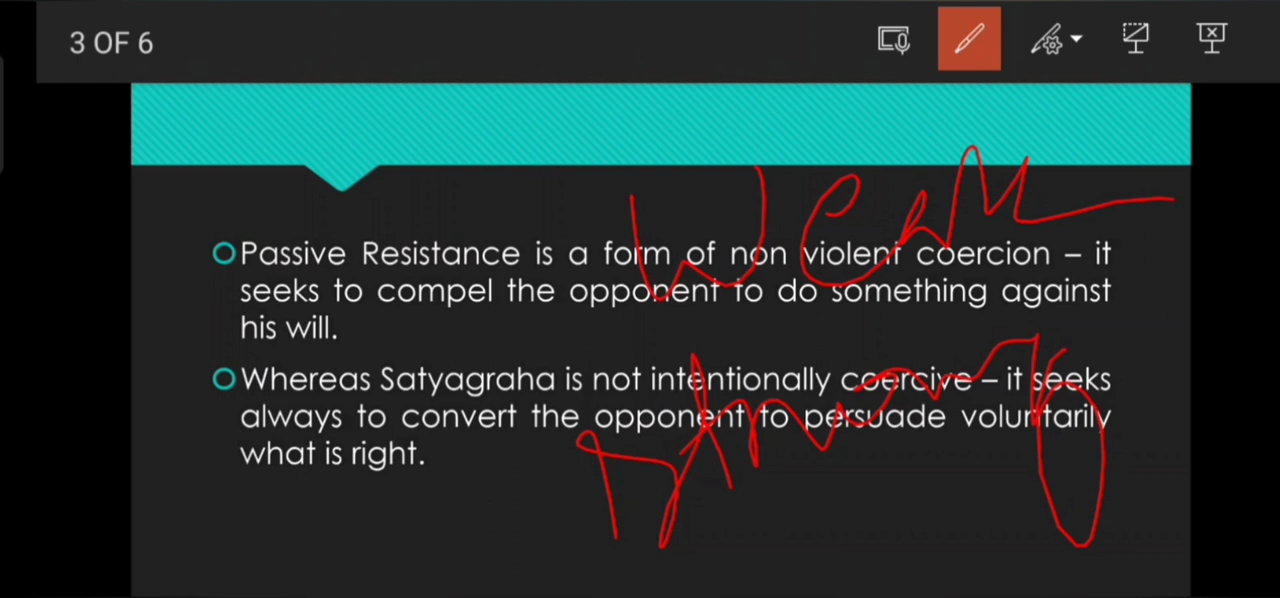 3 OF 6
Weak
Passive Resistance is a form of non violent coercion – it
seeks to compel the opponent to do something against
his will.
Whereas Satyagraha is not intentionally coercive – it seeks
always to convert the opponent to persuade voluntarily
what is right.